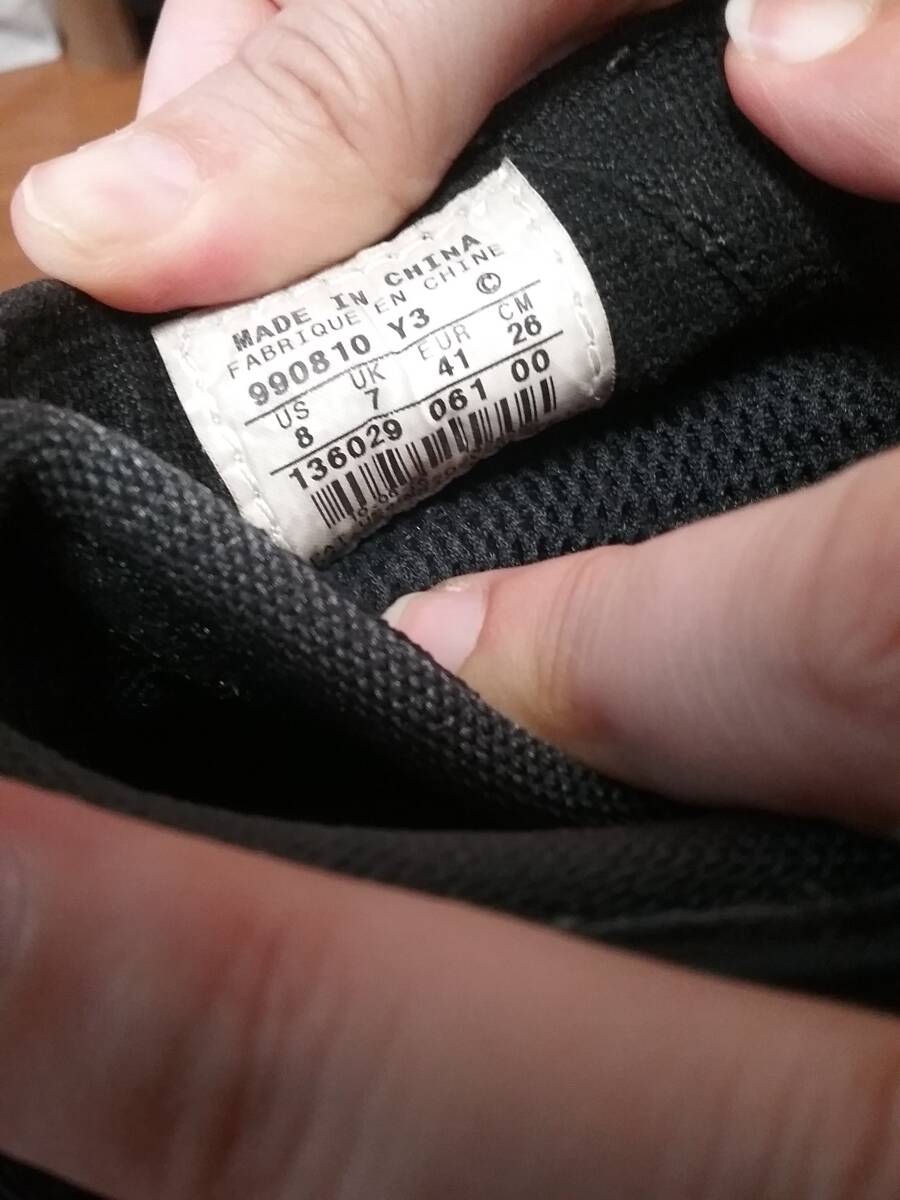 MADE IN CHINA
FABRIQUE EN CHINE
990810 Y3 ©
US UK EUR CM
8 7 41 26
136029 061 00